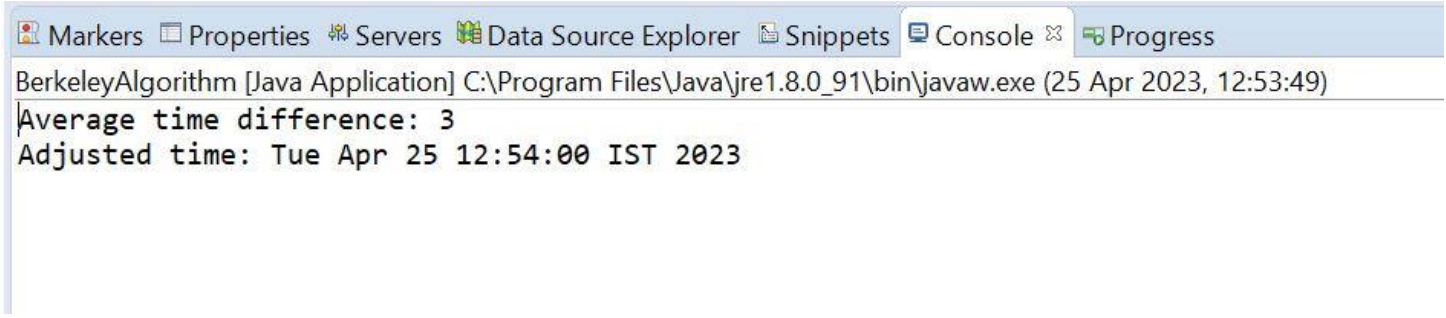 Markers Properties Servers Data Source Explorer Snippets Console Progress
BerkeleyAlgorithm [Java Application] C:\Program Files\Java\jre1.8.0_91\bin\javaw.exe (25 Apr 2023, 12:53:49)
Average time difference: 3
Adjusted time: Tue Apr 25 12:54:00 IST 2023